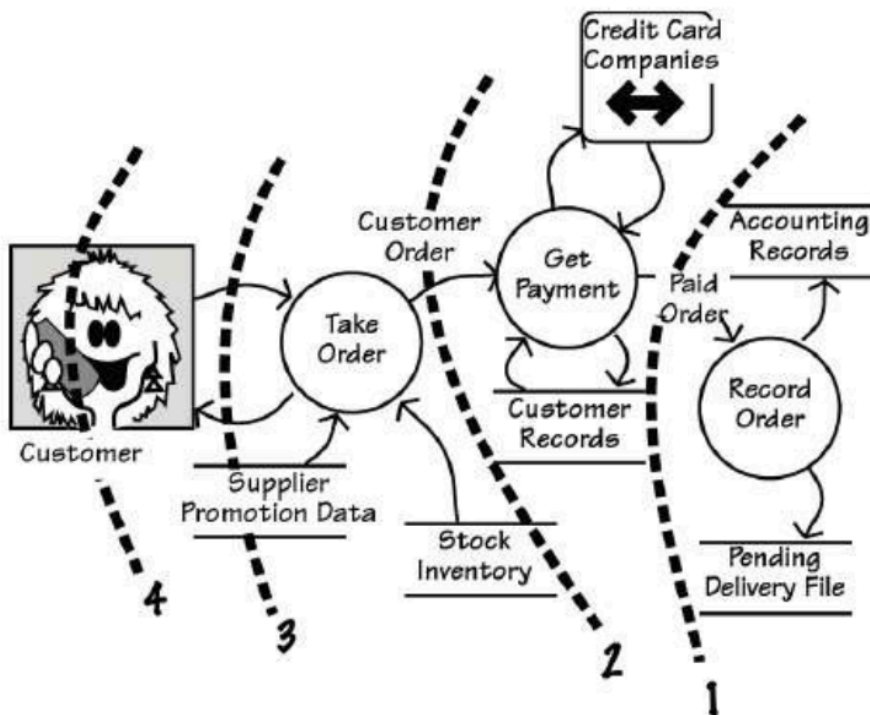 Credit Card
Companies
Customer
Order
Get
Payment
Accounting
Records
Paid
Order
Take
Order
Record
Order
Customer
Records
Customer
Supplier
Promotion Data
Stock
Inventory
Pending
Delivery File
4
3
2
1